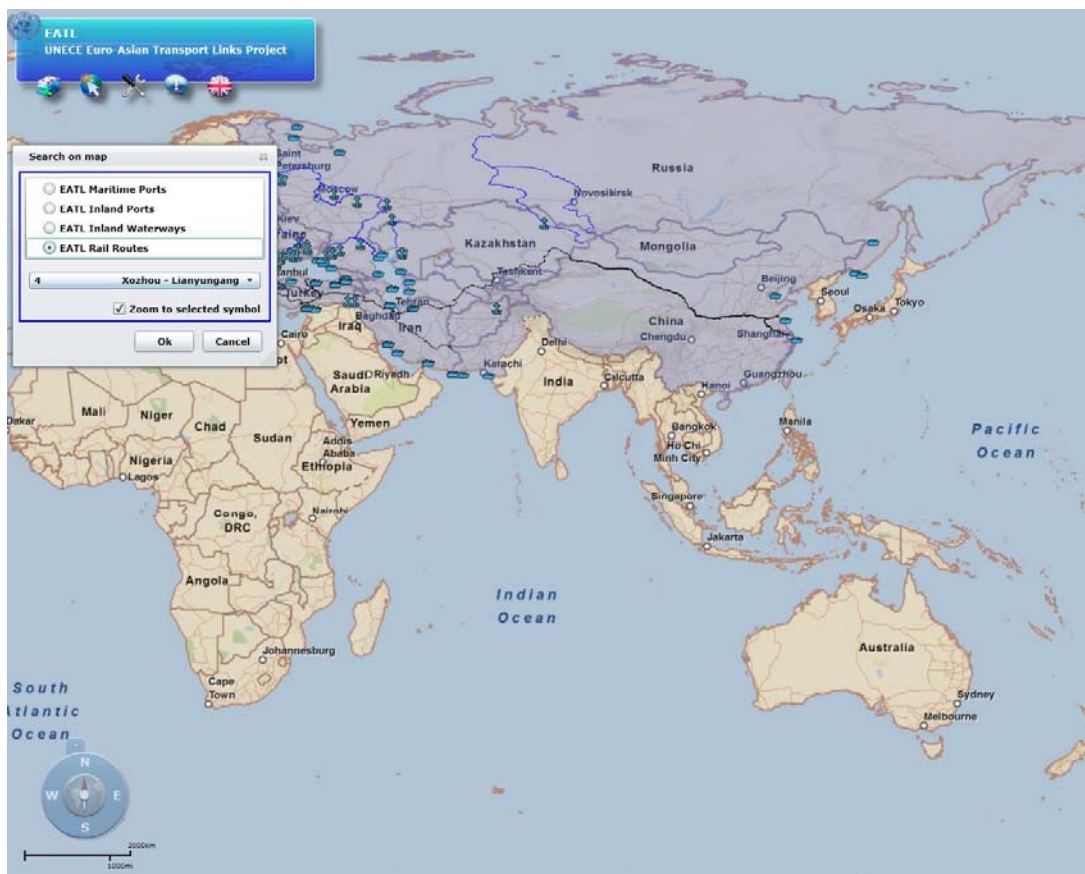 EATL
UNECE Euro-Asian Transport Links Project
Search on map
EATL Maritime Ports
EATL Inland Ports
EATL Inland Waterways
EATL Rail Routes
4 Xozhou - Lianyungang
Zoom to selected symbol
Ok Cancel
Saint
Petersburg
Moscow
Russia
Novosibirsk
Kiev
Kazakhstan
Mongolia
Tashkent
Beijing
Seoul
Tokyo
Osaka
Turkey
Tehran
Baghdad
Iraq
Iran
China
Chengdu
Shanghai
Cairo
Delhi
Karachi
Saudi
Arabia
Riyadh
India
Calcutta
Hanoi
Guangzhou
Dakar
Mali
Niger
Chad
Sudan
Yemen
Addis
Ababa
Ethiopia
Nigeria
Lagos
Bangkok
Ho Chi
Minh City
Manila
Pacific
Ocean
Congo,
DRC
Nairobi
Singapore
Jakarta
Angola
Indian
Ocean
Johannesburg
Cape
Town
Australia
Sydney
Melbourne
South
Atlantic
Ocean
N
W E
S
2000km
1000mi